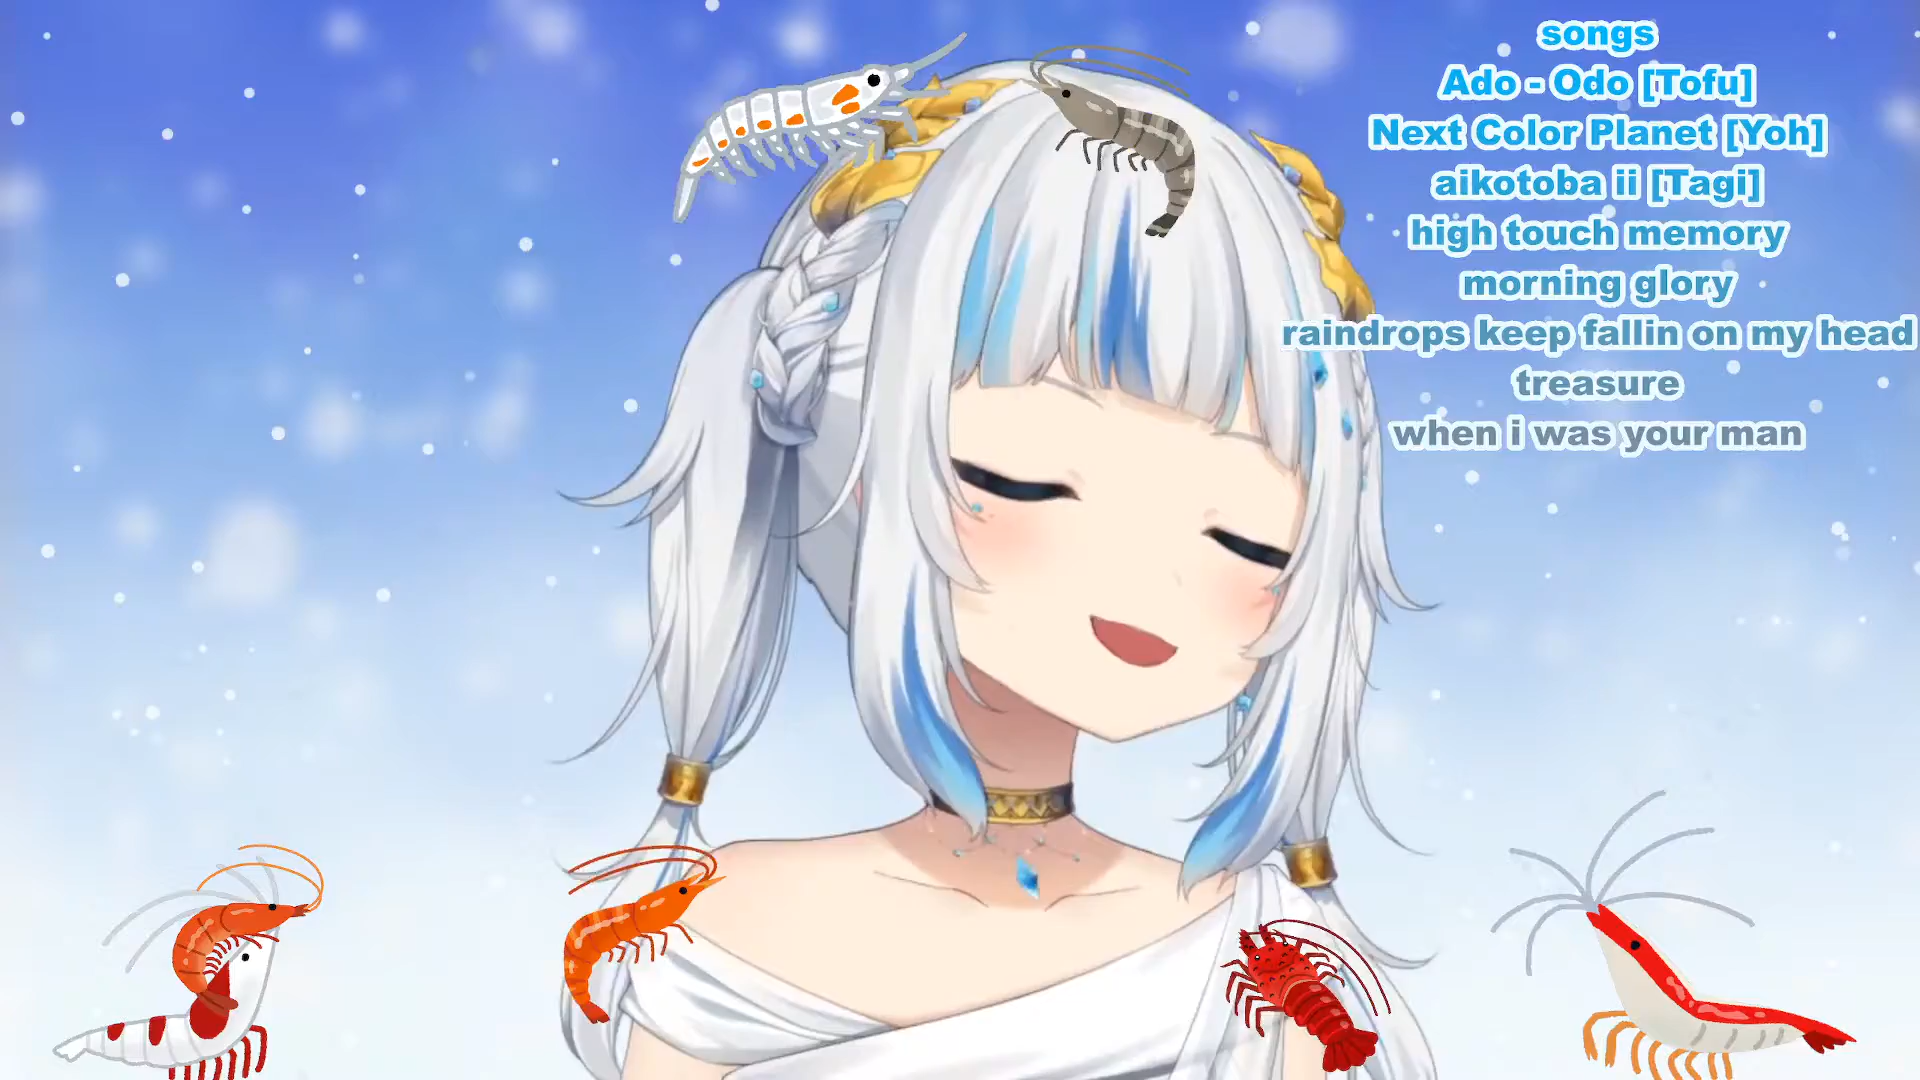 songs
Ado - Odo [Tofu]
Next Color Planet [Yoh]
aikotoba iі [Tagi]
high touch memory
morning glory
raindrops keep fallin on my head
treasure
when i was your man